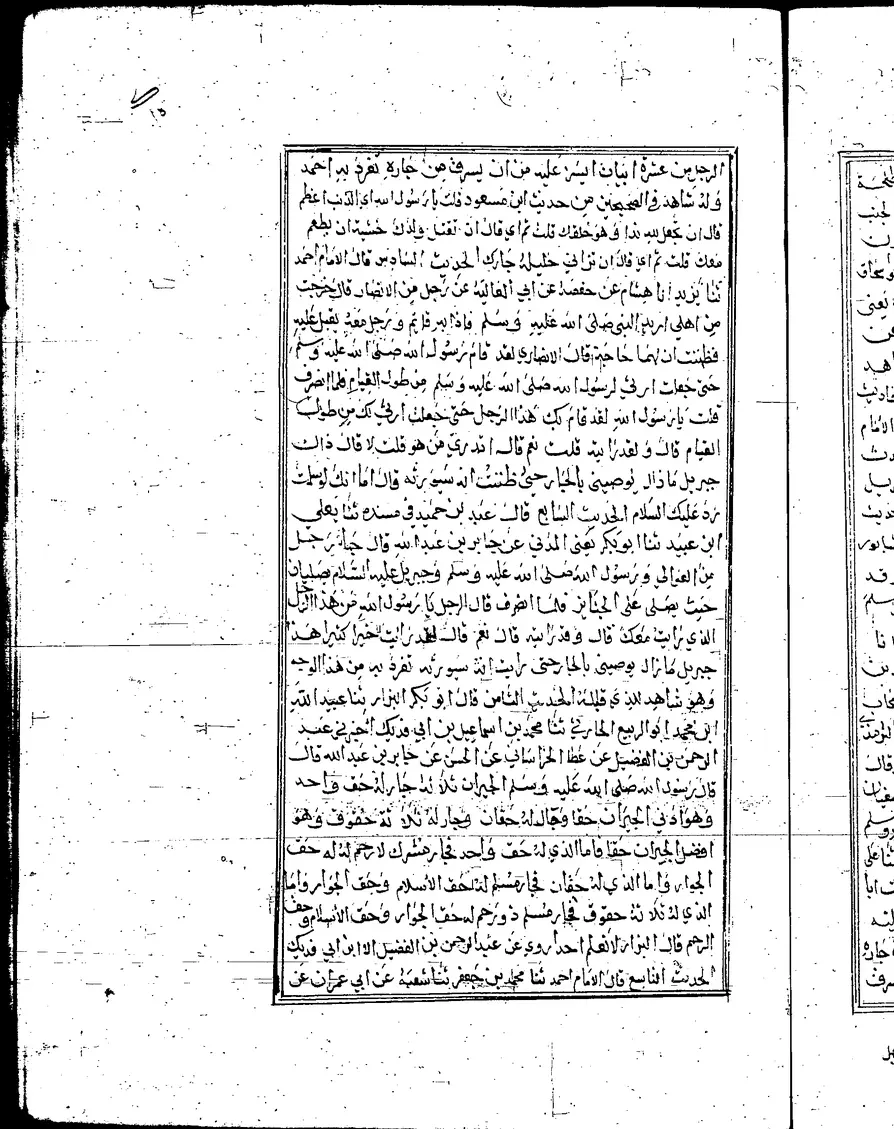 ١٥
الرجل من عشرة ابيات ايسر عليه من ان يسرق من جاره تفرد به احمد
وله شاهد في الصحيحين من حديث ابن مسعود قلت يا رسول الله اي الذنب اعظم
قال ان تجعل لله ندا وهو خلقك قلت ثم اي قال ان تقتل ولدك خشية ان يطعم
معك قلت ثم اي قال ان تزاني حليلة جارك الحديث السادس قال الامام احمد
ثنا يزيد انا هشام عن حفصة عن ابي العالية عن رجل من الانصار قال خرجت
من اهلي اريد النبي صلى الله عليه وسلم فاذا به قائم ورجل معه يقبل عليه
فظننت ان لهما حاجة قال الانصاري لقد قام رسول الله صلى الله عليه وسلم
حتى جعلت ارثي لرسول الله صلى الله عليه وسلم من طول القيام فلما انصرف
قلت يا رسول الله لقد قام بك هذا الرجل حتى جعلت ارثي لك من طول
القيام قال ولقد رايته قلت نعم قال اتدري من هو قلت لا قال ذاك
جبريل ما زال يوصيني بالجار حتى ظننت انه سيورثه قال اما انك لو سلمت
رد عليك السلام الحديث السابع قال عبد بن حميد في مسنده ثنا يعلى
ابن عبيد ثنا ابو بكر يعني المدني عن جابر بن عبد الله قال جاء رجل
من العوالي ورسول الله صلى الله عليه وسلم وجبريل عليه السلام يصليان
حيث يصلى على الجنايز فلما انصرف قال الرجل يا رسول الله من هذا الرجل
الذي رايت معك قال وقد رايته قال نعم قال لقد رايت خيرا كثيرا هذا
جبريل ما زال يوصيني بالجار حتى رايت انه سيورثه تفرد به من هذا الوجه
وهو شاهد للذي قبله الحديث الثامن قال ابو بكر البزار ثنا عبيد الله
ابن محمد ابو الربيع الحارثي ثنا محمد بن اسماعيل بن ابي فديك اخبرني عبد
الرحمن بن الفضيل عن عطا الخراساني عن الحسن عن جابر بن عبد الله قال
قال رسول الله صلى الله عليه وسلم الجيران ثلاثة جار له حق واحد
وهو ادنى الجيران حقا وجار له حقان وجار له ثلاثة حقوق وهو
افضل الجيران حقا فاما الذي له حق واحد فجار مشرك لا رحم له له حق
الجوار واما الذي له حقان فجار مسلم له حق الاسلام وحق الجوار واما
الذي له ثلاثة حقوق فجار مسلم ذو رحم له حق الجوار وحق الاسلام وحق
الرحم قال البزار لا نعلم احدا روي عن عبد الرحمن بن الفضيل الا ابن ابي فديك
الحديث التاسع قال الامام احمد ثنا محمد بن جعفر ثنا شعبة عن ابي عمران عن